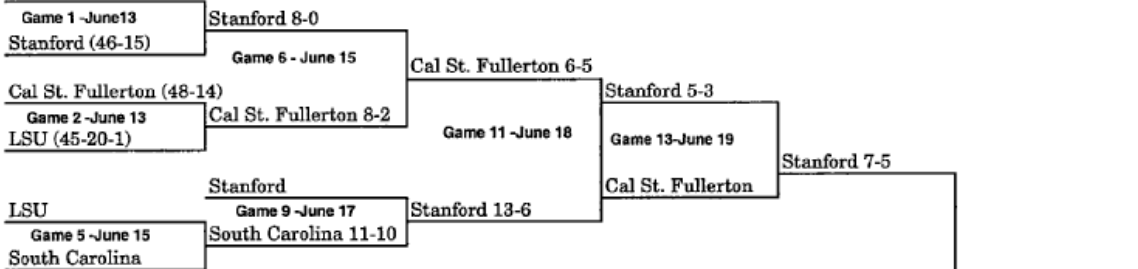 Game 1 -June13
Stanford (46-15)
Stanford 8-0
Game 6 - June 15
Cal St. Fullerton (48-14)
Game 2 -June 13
LSU (45-20-1)
Cal St. Fullerton 8-2
Cal St. Fullerton 6-5
Game 11 -June 18
Stanford 5-3
Game 13-June 19
Cal St. Fullerton
Stanford 7-5
Stanford
Game 9 -June 17
South Carolina 11-10
Stanford 13-6
LSU
Game 5 -June 15
South Carolina